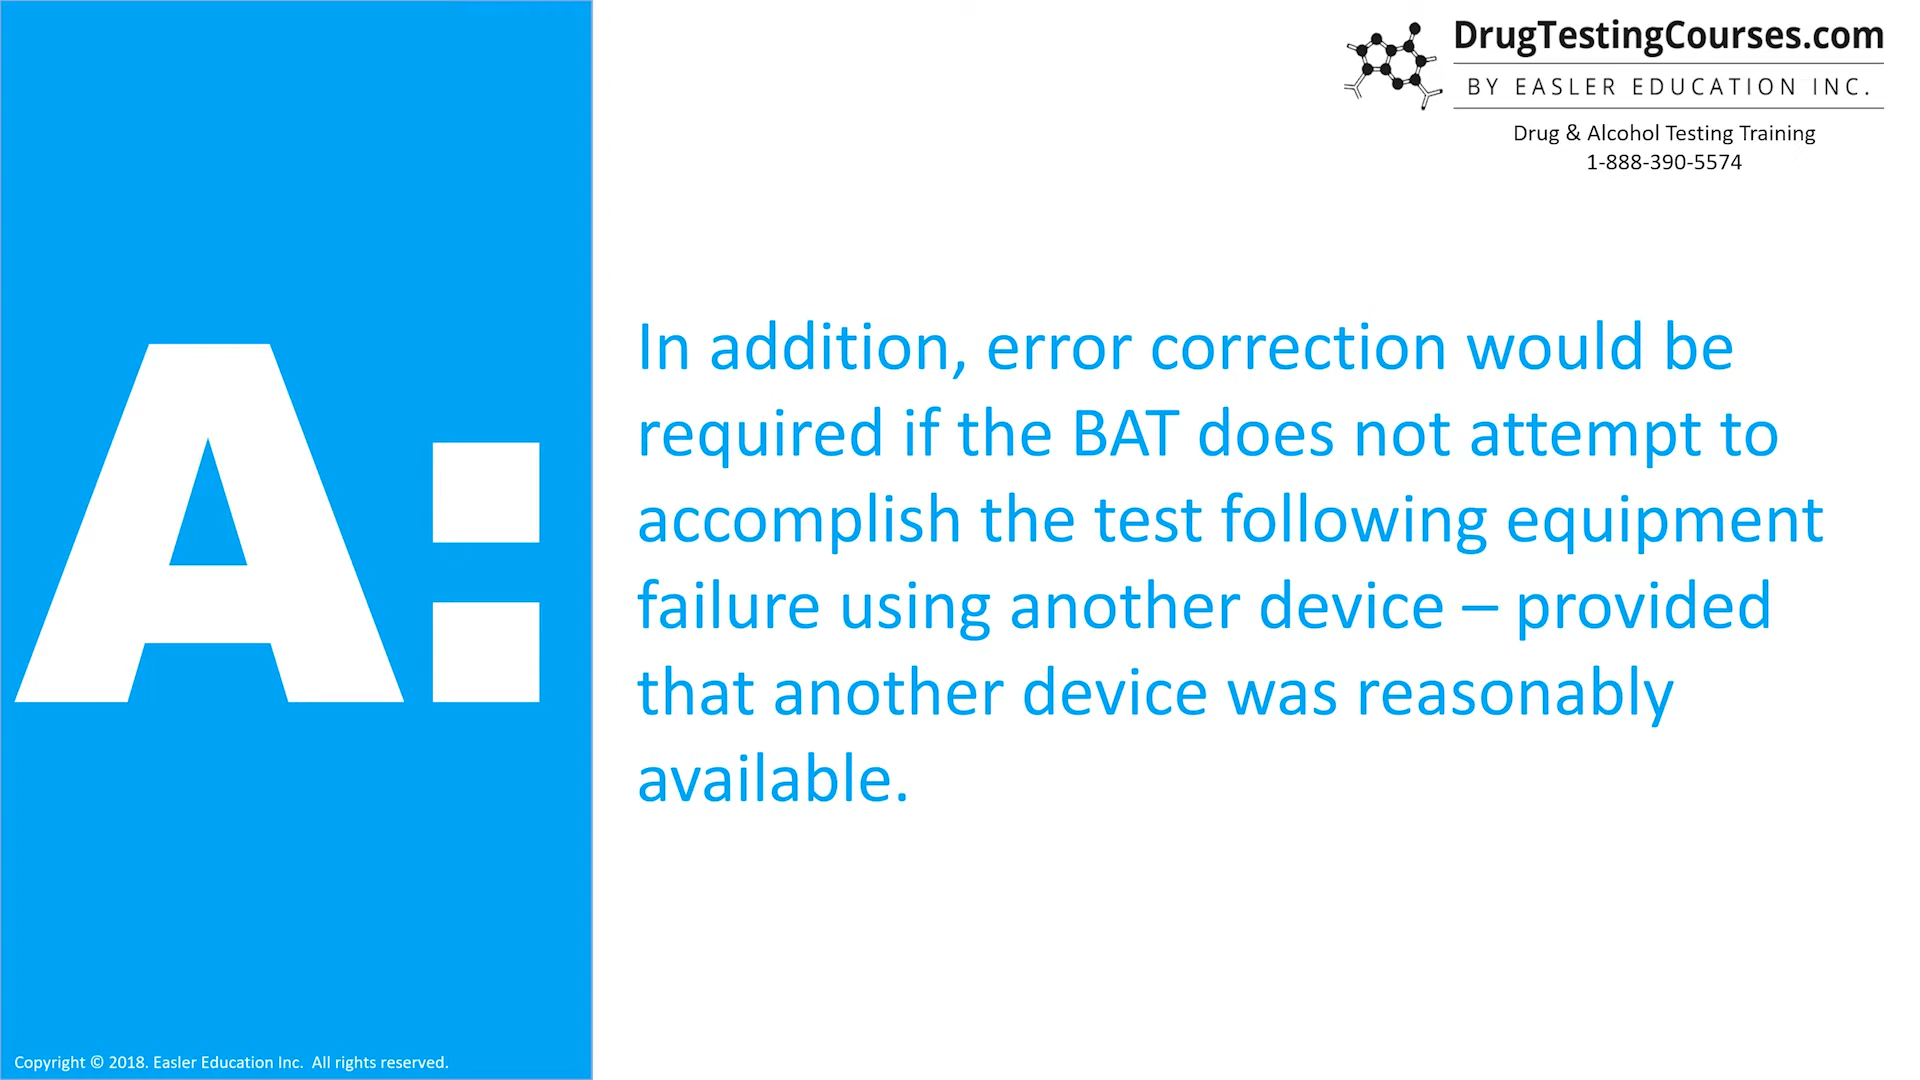 DrugTestingCourses.com
BY EASLER EDUCATION INC.
Drug & Alcohol Testing Training
1-888-390-5574
A:
In addition, error correction would be
required if the BAT does not attempt to
accomplish the test following equipment
failure using another device – provided
that another device was reasonably
available.
Copyright © 2018. Easler Education Inc.  All rights reserved.